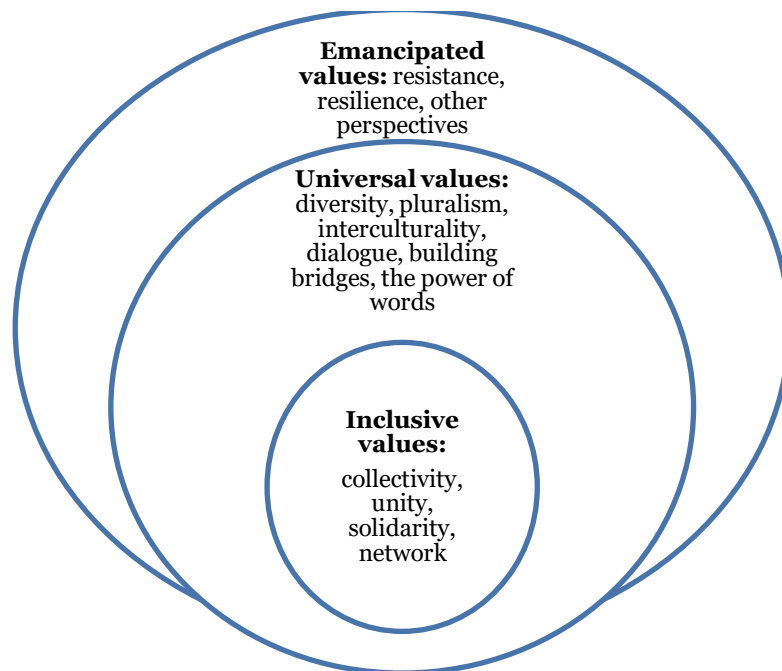 Emancipated
values: resistance,
resilience, other
perspectives
Universal values:
diversity, pluralism,
interculturality,
dialogue, building
bridges, the power of
words
Inclusive
values:
collectivity,
unity,
solidarity,
network